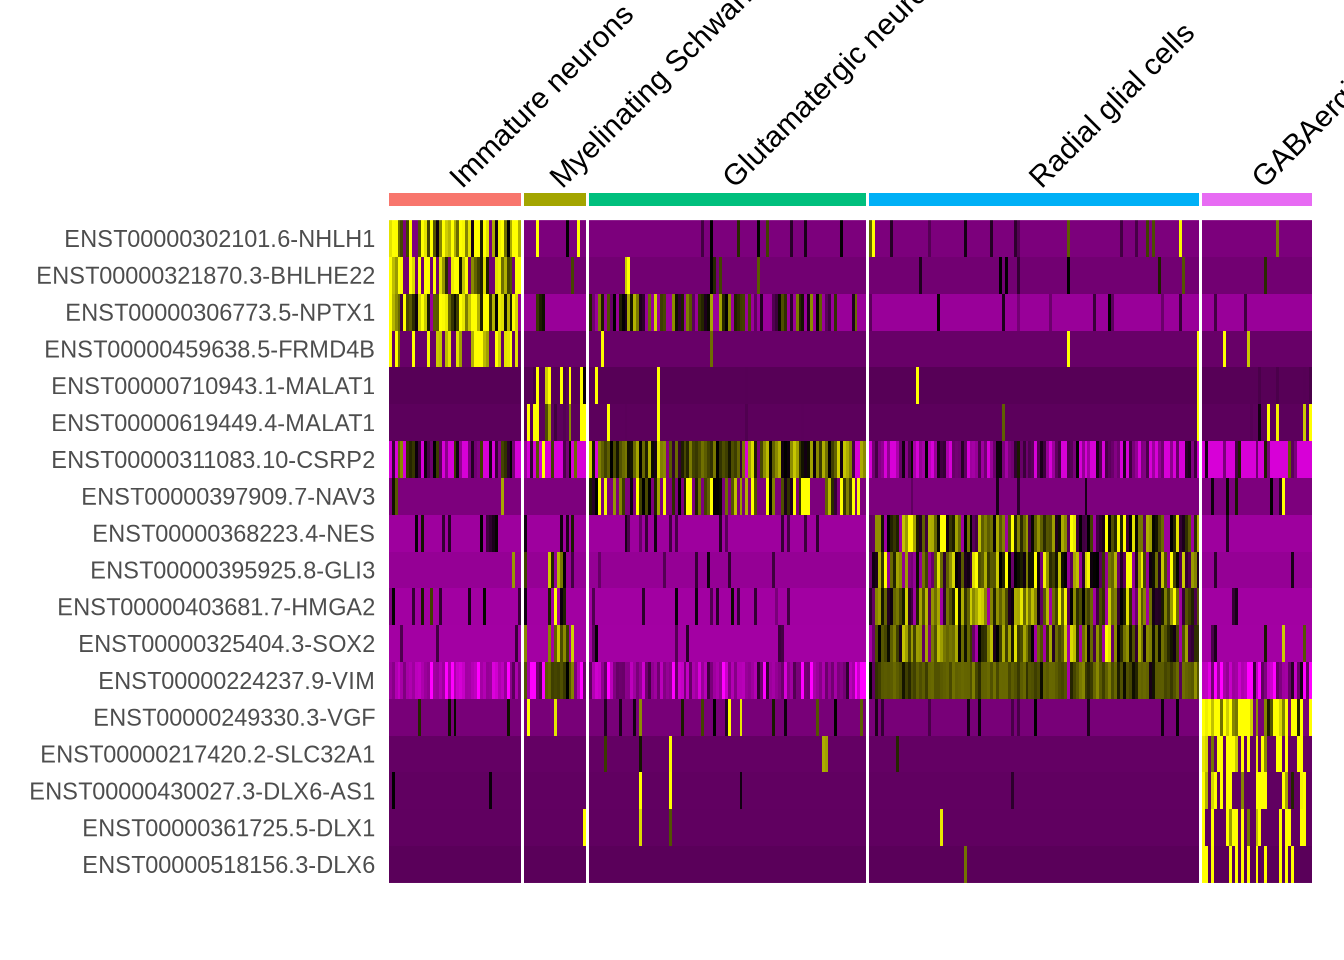 Immature neurons
Myelinating Schwan
Glutamatergic neuro
Radial glial cells
GABAergi
ENST00000302101.6-NHLH1
ENST00000321870.3-BHLHE22
ENST00000306773.5-NPTX1
ENST00000459638.5-FRMD4B
ENST00000710943.1-MALAT1
ENST00000619449.4-MALAT1
ENST00000311083.10-CSRP2
ENST00000397909.7-NAV3
ENST00000368223.4-NES
ENST00000395925.8-GLI3
ENST00000403681.7-HMGA2
ENST00000325404.3-SOX2
ENST00000224237.9-VIM
ENST00000249330.3-VGF
ENST00000217420.2-SLC32A1
ENST00000430027.3-DLX6-AS1
ENST00000361725.5-DLX1
ENST00000518156.3-DLX6